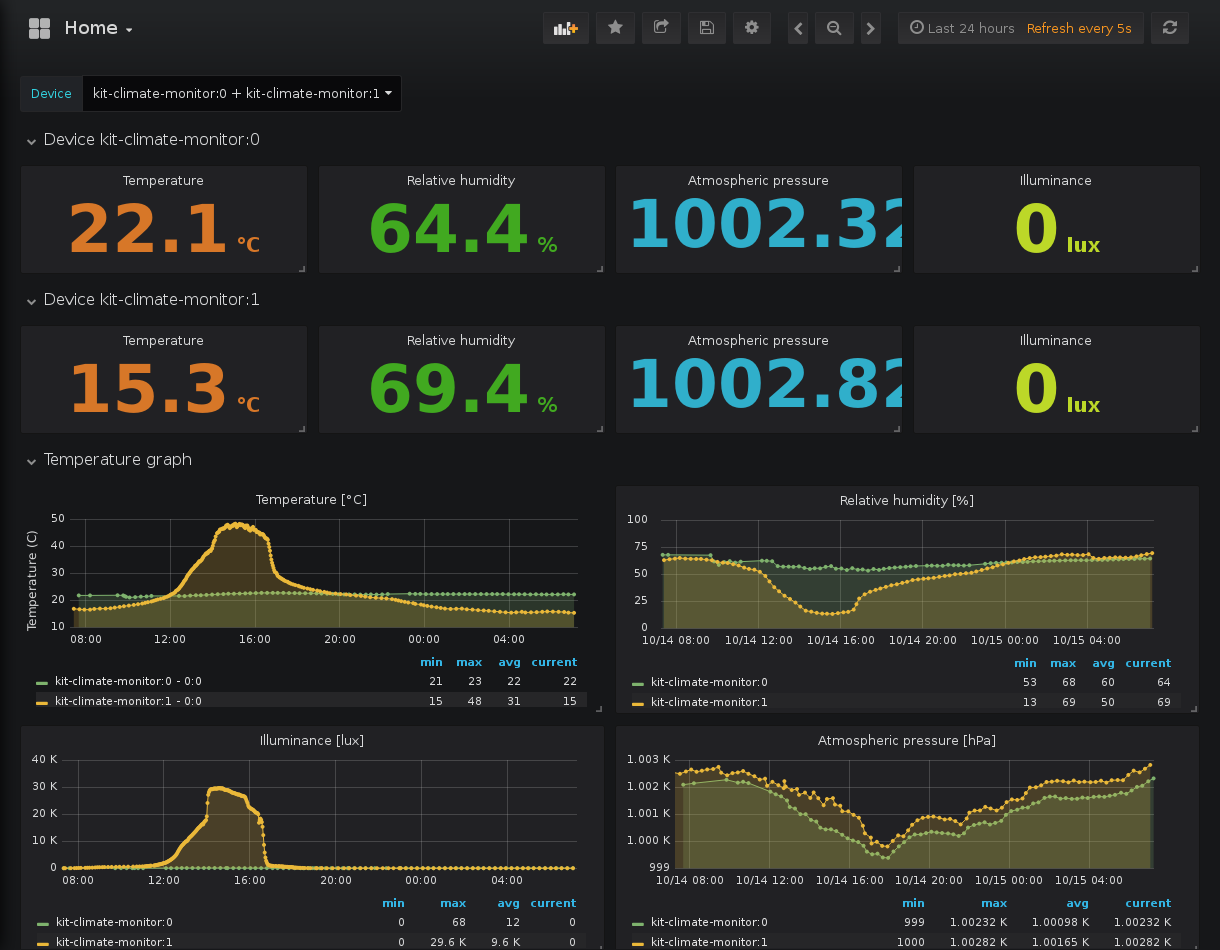 Home
Last 24 hours Refresh every 5s
Device kit-climate-monitor:0 + kit-climate-monitor:1
Device kit-climate-monitor:0
Temperature Relative humidity Atmospheric pressure Illuminance
22.1 °C 64.4 % 1002.32 0 lux
Device kit-climate-monitor:1
Temperature Relative humidity Atmospheric pressure Illuminance
15.3 °C 69.4 % 1002.82 0 lux
Temperature graph
Temperature [°C]
Temperature (C)
50
40
30
20
10
08:00 12:00 16:00 20:00 00:00 04:00
min max avg current
kit-climate-monitor:0 - 0:0 21 23 22 22
kit-climate-monitor:1 - 0:0 15 48 31 15
Relative humidity [%]
100
75
50
25
0
10/14 08:00 10/14 12:00 10/14 16:00 10/14 20:00 10/15 00:00 10/15 04:00
min max avg current
kit-climate-monitor:0 53 68 60 64
kit-climate-monitor:1 13 69 50 69
Illuminance [lux]
40 K
30 K
20 K
10 K
0
08:00 12:00 16:00 20:00 00:00 04:00
min max avg current
kit-climate-monitor:0 0 68 12 0
kit-climate-monitor:1 0 29.6 K 9.6 K 0
Atmospheric pressure [hPa]
1.003 K
1.002 K
1.001 K
1.000 K
999
10/14 08:00 10/14 12:00 10/14 16:00 10/14 20:00 10/15 00:00 10/15 04:00
min max avg current
kit-climate-monitor:0 999 1.00232 K 1.00098 K 1.00232 K
kit-climate-monitor:1 1000 1.00282 K 1.00165 K 1.00282 K